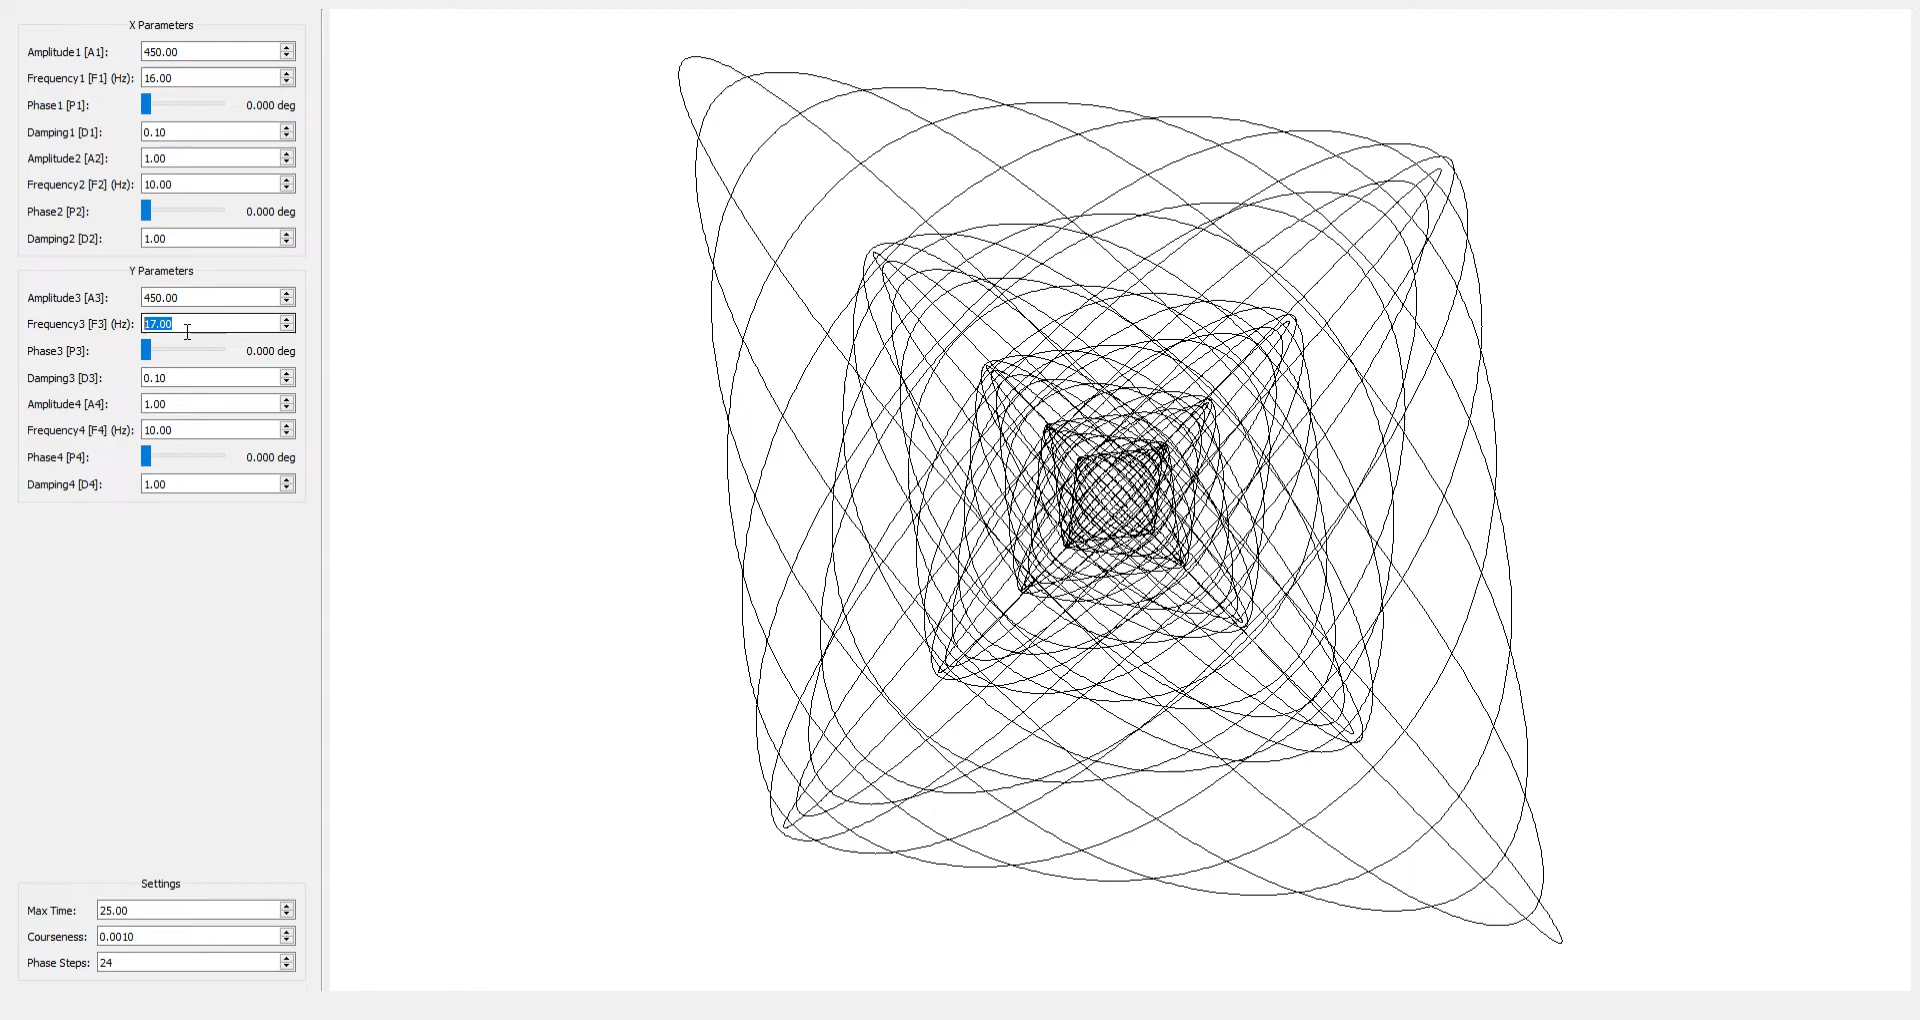 X Parameters
Amplitude1 [A1]: 450.00
Frequency1 [F1] (Hz): 16.00
Phase1 [P1]: 0.000 deg
Damping1 [D1]: 0.10
Amplitude2 [A2]: 1.00
Frequency2 [F2] (Hz): 10.00
Phase2 [P2]: 0.000 deg
Damping2 [D2]: 1.00
Y Parameters
Amplitude3 [A3]: 450.00
Frequency3 [F3] (Hz): 17.00
Phase3 [P3]: 0.000 deg
Damping3 [D3]: 0.10
Amplitude4 [A4]: 1.00
Frequency4 [F4] (Hz): 10.00
Phase4 [P4]: 0.000 deg
Damping4 [D4]: 1.00
Settings
Max Time: 25.00
Courseness: 0.0010
Phase Steps: 24